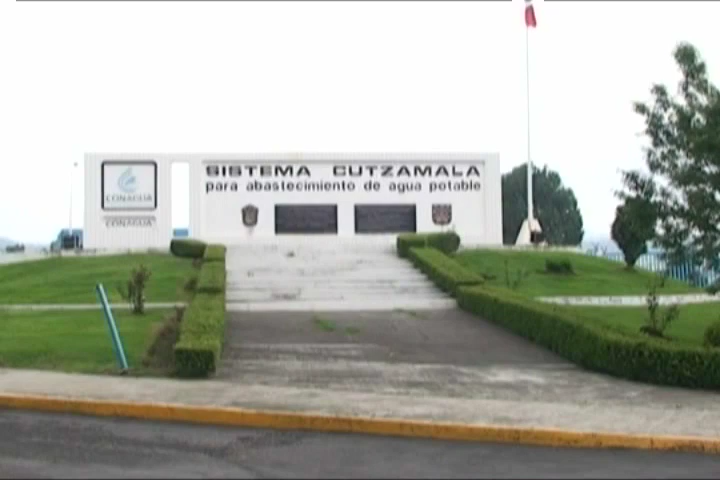 SISTEMA CUTZAMALA
para abastecimiento de agua potable
CONAGUA
CONAGUA